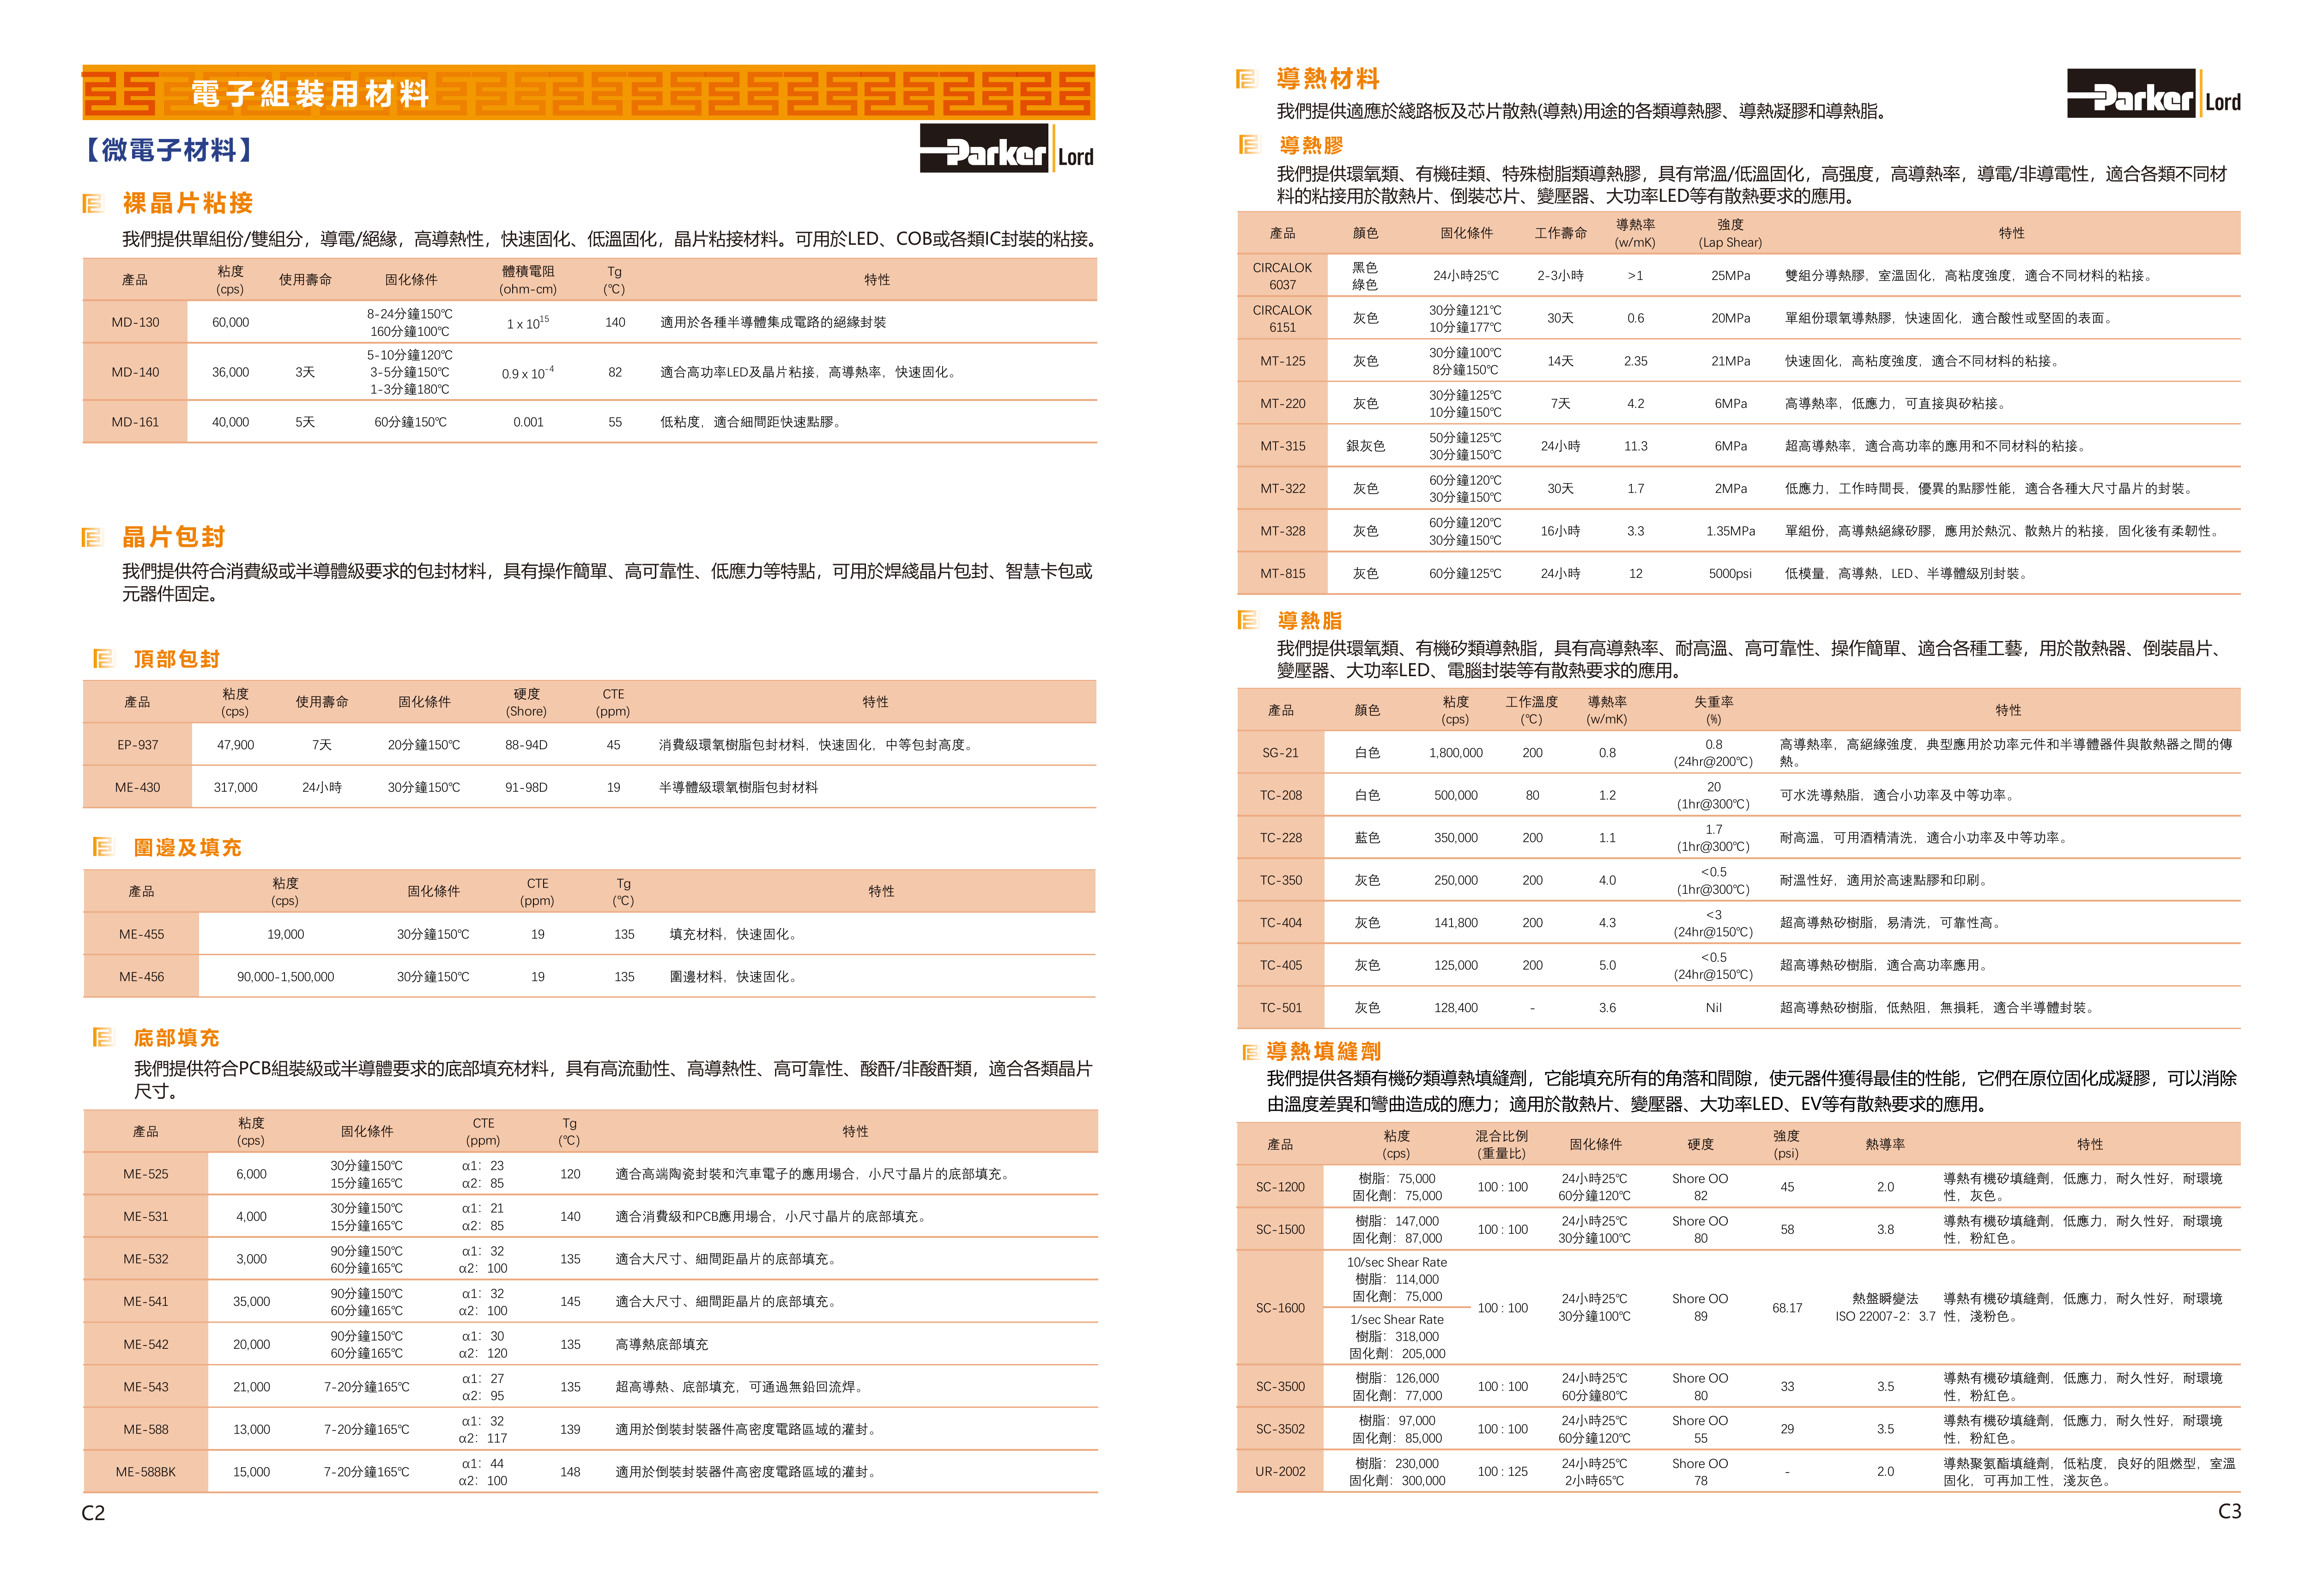 電子組裝用材料
【微電子材料】
Parker Lord
裸晶片粘接
我們提供單組份/雙組分，導電/絕緣，高導熱性，快速固化、低溫固化，晶片粘接材料。可用於LED、COB或各類IC封裝的粘接。
產品 粘度(cps) 使用壽命 固化條件 體積電阻(ohm-cm) Tg(℃) 特性
MD-130 60,000 8-24分鐘150℃ 160分鐘100℃ 1 x 10^15 140 適用於各種半導體集成電路的絕緣封裝
MD-140 36,000 3天 5-10分鐘120℃ 3-5分鐘150℃ 1-3分鐘180℃ 0.9 x 10^-4 82 適合高功率LED及晶片粘接，高導熱率，快速固化。
MD-161 40,000 5天 60分鐘150℃ 0.001 55 低粘度，適合細間距快速點膠。
晶片包封
我們提供符合消費級或半導體級要求的包封材料，具有操作簡單、高可靠性、低應力等特點，可用於焊綫晶片包封、智慧卡包或
元器件固定。
頂部包封
產品 粘度(cps) 使用壽命 固化條件 硬度(Shore) CTE(ppm) 特性
EP-937 47,900 7天 20分鐘150℃ 88-94D 45 消費級環氧樹脂包封材料，快速固化，中等包封高度。
ME-430 317,000 24小時 30分鐘150℃ 91-98D 19 半導體級環氧樹脂包封材料
圍邊及填充
產品 粘度(cps) 固化條件 CTE(ppm) Tg(℃) 特性
ME-455 19,000 30分鐘150℃ 19 135 填充材料，快速固化。
ME-456 90,000-1,500,000 30分鐘150℃ 19 135 圍邊材料，快速固化。
底部填充
我們提供符合PCB組裝級或半導體要求的底部填充材料，具有高流動性、高導熱性、高可靠性、酸酐/非酸酐類，適合各類晶片
尺寸。
產品 粘度(cps) 固化條件 CTE(ppm) Tg(℃) 特性
ME-525 6,000 30分鐘150℃ 15分鐘165℃ α1：23 α2：85 120 適合高端陶瓷封裝和汽車電子的應用場合，小尺寸晶片的底部填充。
ME-531 4,000 30分鐘150℃ 15分鐘165℃ α1：21 α2：85 140 適合消費級和PCB應用場合，小尺寸晶片的底部填充。
ME-532 3,000 90分鐘150℃ 60分鐘165℃ α1：32 α2：100 135 適合大尺寸、細間距晶片的底部填充。
ME-541 35,000 90分鐘150℃ 60分鐘165℃ α1：32 α2：100 145 適合大尺寸、細間距晶片的底部填充。
ME-542 20,000 90分鐘150℃ 60分鐘165℃ α1：30 α2：120 135 高導熱底部填充
ME-543 21,000 7-20分鐘165℃ α1：27 α2：95 135 超高導熱、底部填充，可通過無鉛回流焊。
ME-588 13,000 7-20分鐘165℃ α1：32 α2：117 139 適用於倒裝封裝器件高密度電路區域的灌封。
ME-588BK 15,000 7-20分鐘165℃ α1：44 α2：100 148 適用於倒裝封裝器件高密度電路區域的灌封。
C2
導熱材料
Parker Lord
我們提供適應於綫路板及芯片散熱(導熱)用途的各類導熱膠、導熱凝膠和導熱脂。
導熱膠
我們提供環氧類、有機硅類、特殊樹脂類導熱膠，具有常溫/低溫固化，高强度，高導熱率，導電/非導電性，適合各類不同材
料的粘接用於散熱片、倒裝芯片、變壓器、大功率LED等有散熱要求的應用。
產品 顏色 固化條件 工作壽命 導熱率(w/mK) 強度(Lap Shear) 特性
CIRCALOK 6037 黑色 綠色 24小時25℃ 2-3小時 >1 25MPa 雙組分導熱膠，室溫固化，高粘度強度，適合不同材料的粘接。
CIRCALOK 6151 灰色 30分鐘121℃ 10分鐘177℃ 30天 0.6 20MPa 單組份環氧導熱膠，快速固化，適合酸性或堅固的表面。
MT-125 灰色 30分鐘100℃ 8分鐘150℃ 14天 2.35 21MPa 快速固化，高粘度強度，適合不同材料的粘接。
MT-220 灰色 30分鐘125℃ 10分鐘150℃ 7天 4.2 6MPa 高導熱率，低應力，可直接與矽粘接。
MT-315 銀灰色 50分鐘125℃ 30分鐘150℃ 24小時 11.3 6MPa 超高導熱率，適合高功率的應用和不同材料的粘接。
MT-322 灰色 60分鐘120℃ 30分鐘150℃ 30天 1.7 2MPa 低應力，工作時間長，優異的點膠性能，適合各種大尺寸晶片的封裝。
MT-328 灰色 60分鐘120℃ 30分鐘150℃ 16小時 3.3 1.35MPa 單組份，高導熱絕緣矽膠，應用於熱沉、散熱片的粘接，固化後有柔韌性。
MT-815 灰色 60分鐘125℃ 24小時 12 5000psi 低模量，高導熱，LED、半導體級別封裝。
導熱脂
我們提供環氧類、有機矽類導熱脂，具有高導熱率、耐高溫、高可靠性、操作簡單、適合各種工藝，用於散熱器、倒裝晶片、
變壓器、大功率LED、電腦封裝等有散熱要求的應用。
產品 顏色 粘度(cps) 工作溫度(℃) 導熱率(w/mK) 失重率(%) 特性
SG-21 白色 1,800,000 200 0.8 0.8 (24hr@200℃) 高導熱率，高絕緣強度，典型應用於功率元件和半導體器件與散熱器之間的傳熱。
TC-208 白色 500,000 80 1.2 20 (1hr@300℃) 可水洗導熱脂，適合小功率及中等功率。
TC-228 藍色 350,000 200 1.1 1.7 (1hr@300℃) 耐高溫，可用酒精清洗，適合小功率及中等功率。
TC-350 灰色 250,000 200 4.0 <0.5 (1hr@300℃) 耐溫性好，適用於高速點膠和印刷。
TC-404 灰色 141,800 200 4.3 <3 (24hr@150℃) 超高導熱矽樹脂，易清洗，可靠性高。
TC-405 灰色 125,000 200 5.0 <0.5 (24hr@150℃) 超高導熱矽樹脂，適合高功率應用。
TC-501 灰色 128,400 - 3.6 Nil 超高導熱矽樹脂，低熱阻，無損耗，適合半導體封裝。
導熱填縫劑
我們提供各類有機矽類導熱填縫劑，它能填充所有的角落和間隙，使元器件獲得最佳的性能，它們在原位固化成凝膠，可以消除
由溫度差異和彎曲造成的應力；適用於散熱片、變壓器、大功率LED、EV等有散熱要求的應用。
產品 粘度(cps) 混合比例(重量比) 固化條件 硬度 強度(psi) 熱導率 特性
SC-1200 樹脂：75,000 固化劑：75,000 100 : 100 24小時25℃ 60分鐘120℃ Shore OO 82 45 2.0 導熱有機矽填縫劑，低應力，耐久性好，耐環境性，灰色。
SC-1500 樹脂：147,000 固化劑：87,000 100 : 100 24小時25℃ 30分鐘100℃ Shore OO 80 58 3.8 導熱有機矽填縫劑，低應力，耐久性好，耐環境性，粉紅色。
SC-1600 10/sec Shear Rate 樹脂：114,000 固化劑：75,000 1/sec Shear Rate 樹脂：318,000 固化劑：205,000 100 : 100 24小時25℃ 30分鐘100℃ Shore OO 89 68.17 熱盤瞬變法 ISO 22007-2：3.7 導熱有機矽填縫劑，低應力，耐久性好，耐環境性，淺粉色。
SC-3500 樹脂：126,000 固化劑：77,000 100 : 100 24小時25℃ 60分鐘80℃ Shore OO 80 33 3.5 導熱有機矽填縫劑，低應力，耐久性好，耐環境性，粉紅色。
SC-3502 樹脂：97,000 固化劑：85,000 100 : 100 24小時25℃ 60分鐘120℃ Shore OO 55 29 3.5 導熱有機矽填縫劑，低應力，耐久性好，耐環境性，粉紅色。
UR-2002 樹脂：230,000 固化劑：300,000 100 : 125 24小時25℃ 2小時65℃ Shore OO 78 - 2.0 導熱聚氨酯填縫劑，低粘度，良好的阻燃型，室溫固化，可再加工性，淺灰色。
C3